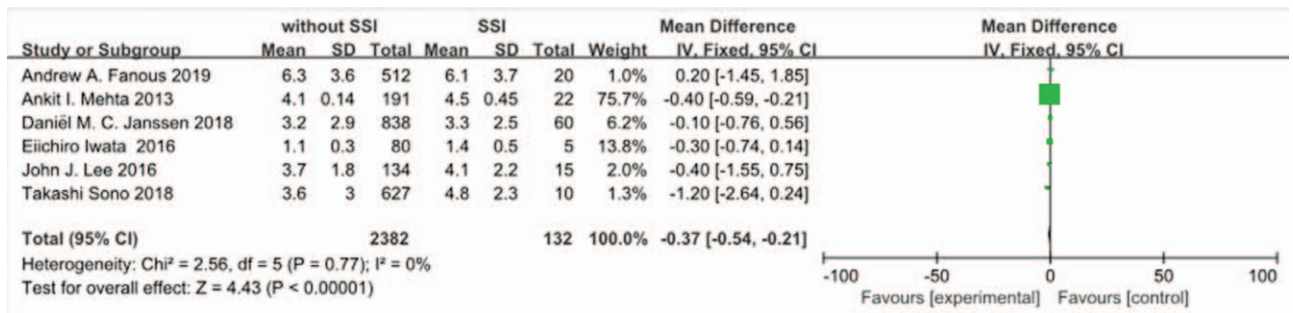 without SSI SSI Mean Difference Mean Difference
Study or Subgroup Mean SD Total Mean SD Total Weight IV, Fixed, 95% CI IV, Fixed, 95% CI
Andrew A. Fanous 2019 6.3 3.6 512 6.1 3.7 20 1.0% 0.20 [-1.45, 1.85]
Ankit I. Mehta 2013 4.1 0.14 191 4.5 0.45 22 75.7% -0.40 [-0.59, -0.21]
Daniël M. C. Janssen 2018 3.2 2.9 838 3.3 2.5 60 6.2% -0.10 [-0.76, 0.56]
Eiichiro Iwata 2016 1.1 0.3 80 1.4 0.5 5 13.8% -0.30 [-0.74, 0.14]
John J. Lee 2016 3.7 1.8 134 4.1 2.2 15 2.0% -0.40 [-1.55, 0.75]
Takashi Sono 2018 3.6 3 627 4.8 2.3 10 1.3% -1.20 [-2.64, 0.24]
Total (95% CI) 2382 132 100.0% -0.37 [-0.54, -0.21]
Heterogeneity: Chi² = 2.56, df = 5 (P = 0.77); I² = 0%
Test for overall effect: Z = 4.43 (P < 0.00001)
-100 -50 0 50 100
Favours [experimental] Favours [control]